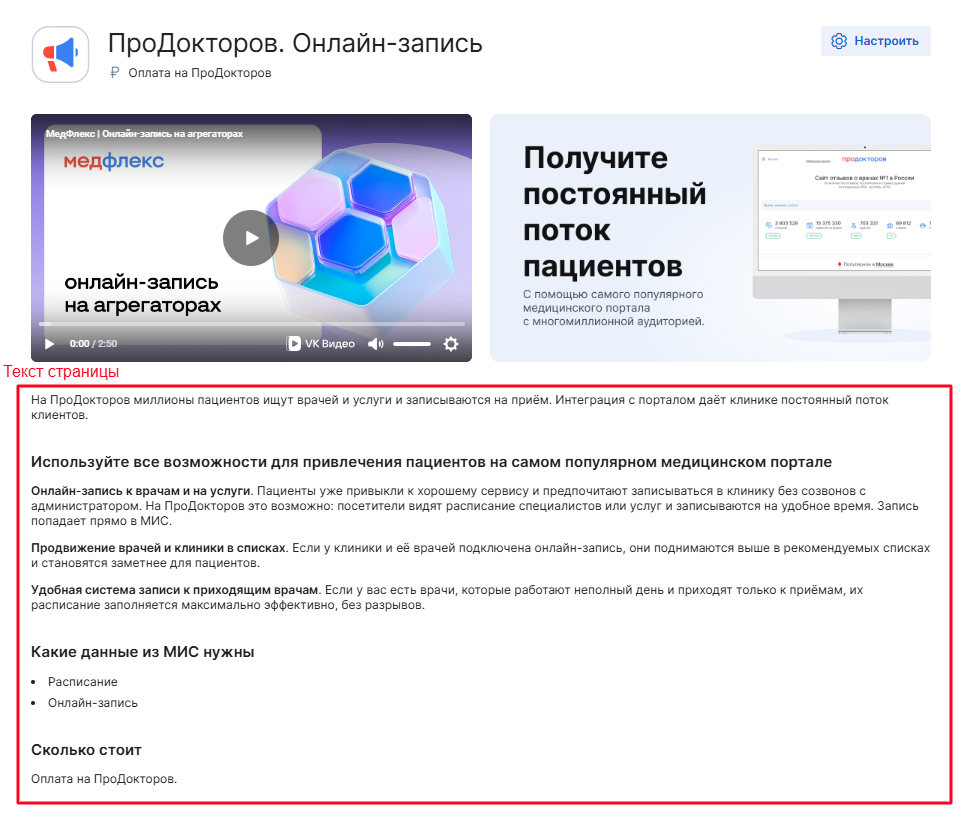 ПроДокторов. Онлайн-запись
Настроить
₽ Оплата на ПроДокторов
МедФлекс | Онлайн-запись на агрегаторах
медфлекс
онлайн-запись
на агрегаторах
0:00 / 2:50
VK Видео
Получите
постоянный
поток
пациентов
С помощью самого популярного
медицинского портала
с многомиллионной аудиторией.
продокторов
Сайт отзывов о врачах №1 в России
3 803 529
15 375 330
703 331
69 812
Популярное в Москве
Текст страницы
На ПроДокторов миллионы пациентов ищут врачей и услуги и записываются на приём. Интеграция с порталом даёт клинике постоянный поток
клиентов.
Используйте все возможности для привлечения пациентов на самом популярном медицинском портале
Онлайн-запись к врачам и на услуги. Пациенты уже привыкли к хорошему сервису и предпочитают записываться в клинику без созвонов с
администратором. На ПроДокторов это возможно: посетители видят расписание специалистов или услуг и записываются на удобное время. Запись
попадает прямо в МИС.
Продвижение врачей и клиники в списках. Если у клиники и её врачей подключена онлайн-запись, они поднимаются выше в рекомендуемых списках
и становятся заметнее для пациентов.
Удобная система записи к приходящим врачам. Если у вас есть врачи, которые работают неполный день и приходят только к приёмам, их
расписание заполняется максимально эффективно, без разрывов.
Какие данные из МИС нужны
• Расписание
• Онлайн-запись
Сколько стоит
Оплата на ПроДокторов.